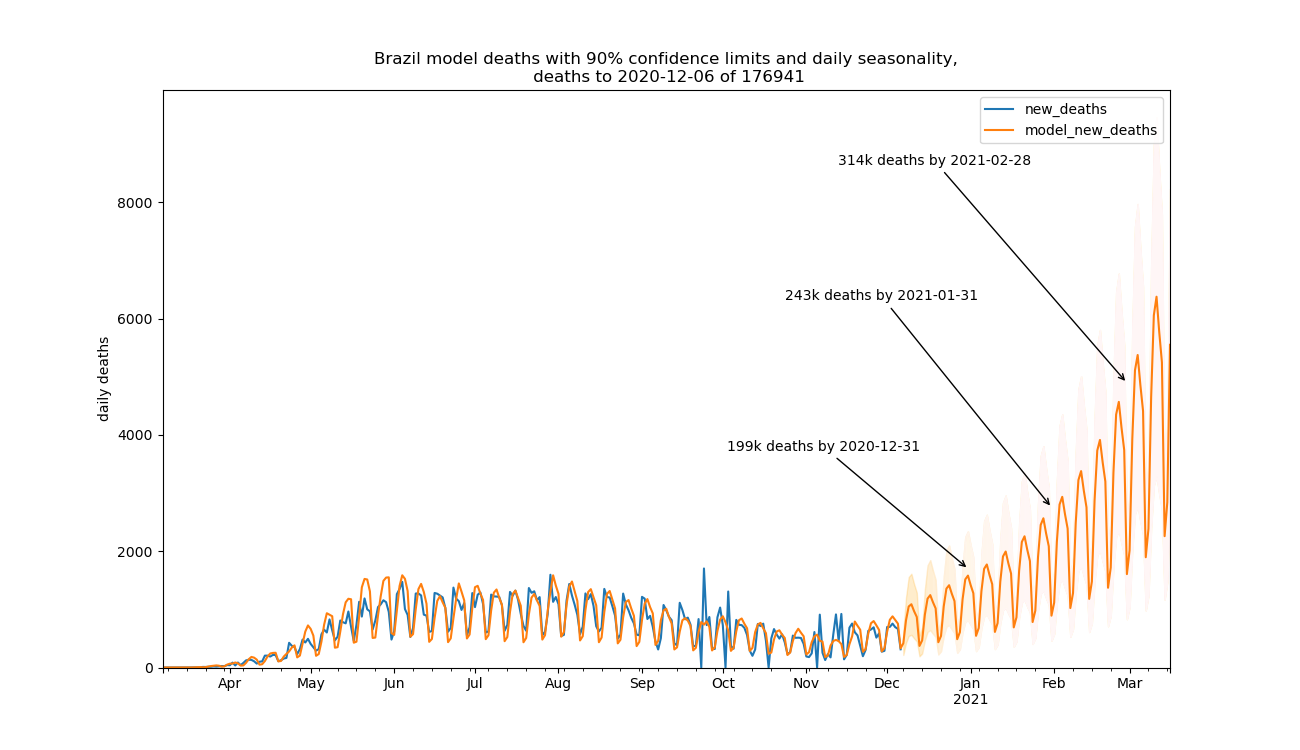 Brazil model deaths with 90% confidence limits and daily seasonality,
deaths to 2020-12-06 of 176941
new_deaths
model_new_deaths
314k deaths by 2021-02-28
243k deaths by 2021-01-31
199k deaths by 2020-12-31
daily deaths
8000
6000
4000
2000
0
Apr May Jun Jul Aug Sep Oct Nov Dec Jan Feb Mar
2021